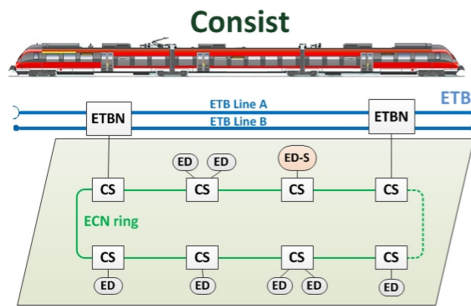 Consist
ETB Line A
ETB
ETBN
ETBN
ETB Line B
ED
ED
ED-S
CS
CS
CS
CS
ECN ring
CS
CS
CS
CS
ED
ED
ED
ED
ED